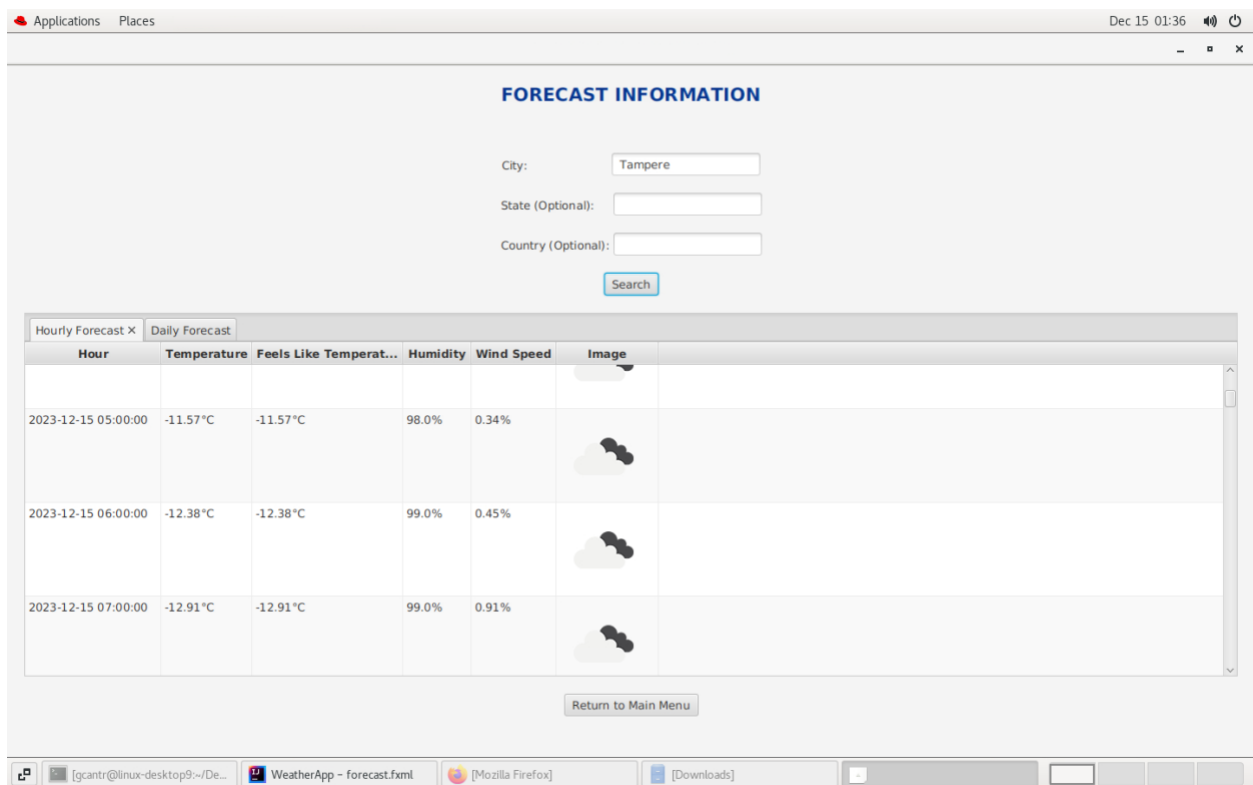 Applications Places Dec 15 01:36
FORECAST INFORMATION
City: Tampere
State (Optional):
Country (Optional):
Search
Hourly Forecast Daily Forecast
Hour Temperature Feels Like Temperat... Humidity Wind Speed Image
2023-12-15 05:00:00 -11.57°C -11.57°C 98.0% 0.34%
2023-12-15 06:00:00 -12.38°C -12.38°C 99.0% 0.45%
2023-12-15 07:00:00 -12.91°C -12.91°C 99.0% 0.91%
Return to Main Menu
[gcantr@linux-desktop9:~/De... WeatherApp – forecast.fxml [Mozilla Firefox] [Downloads]